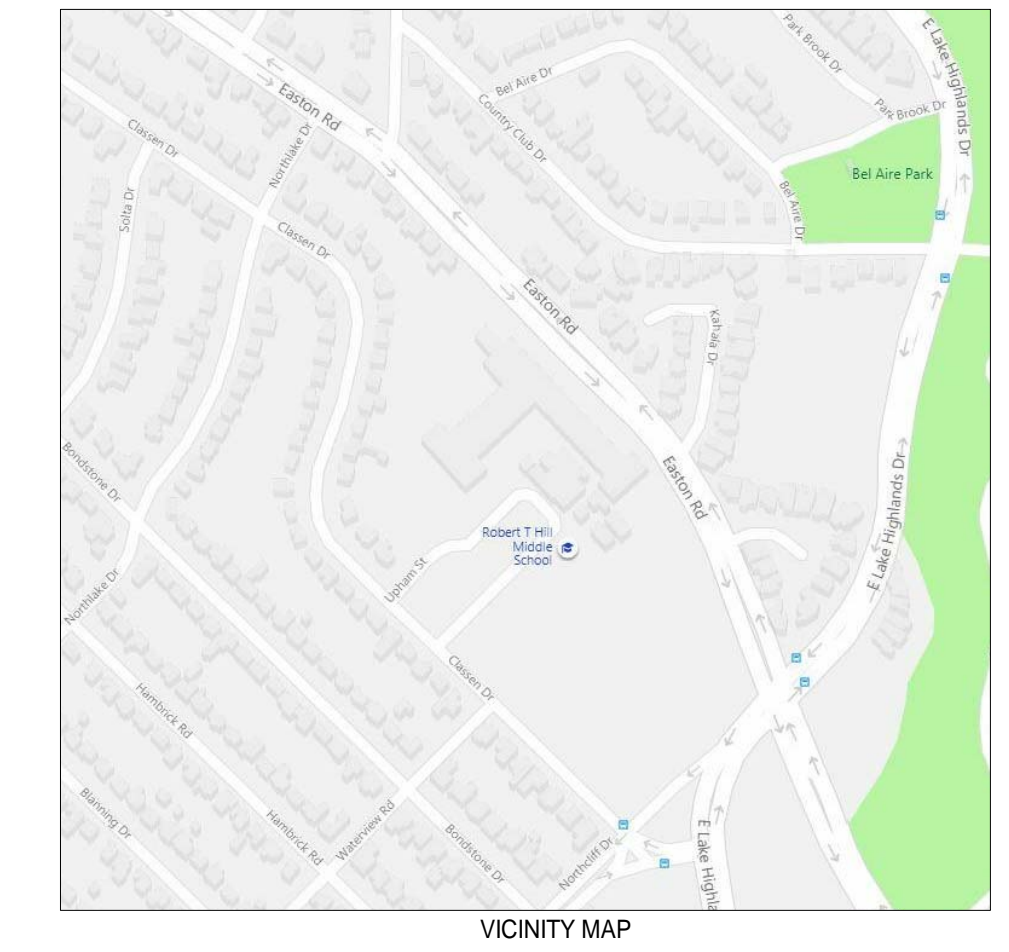 Park Brook Dr
E Lake Highlands Dr
Bel Aire Dr
Easton Rd
Country Club Dr
Park Brook Dr
Classen Dr
Northlake Dr
Bel Aire Park
Solta Dr
Bel Aire Dr
Classen Dr
Easton Rd
Kahala Dr
Bondstone Dr
Easton Rd
E Lake Highlands Dr
Robert T Hill
Middle
School
Upham St
Northlake Dr
Classen Dr
Hambrick Rd
Blanning Dr
Hambrick Rd
Waterview Rd
Bondstone Dr
Northcliff Dr
E Lake Highla
VICINITY MAP